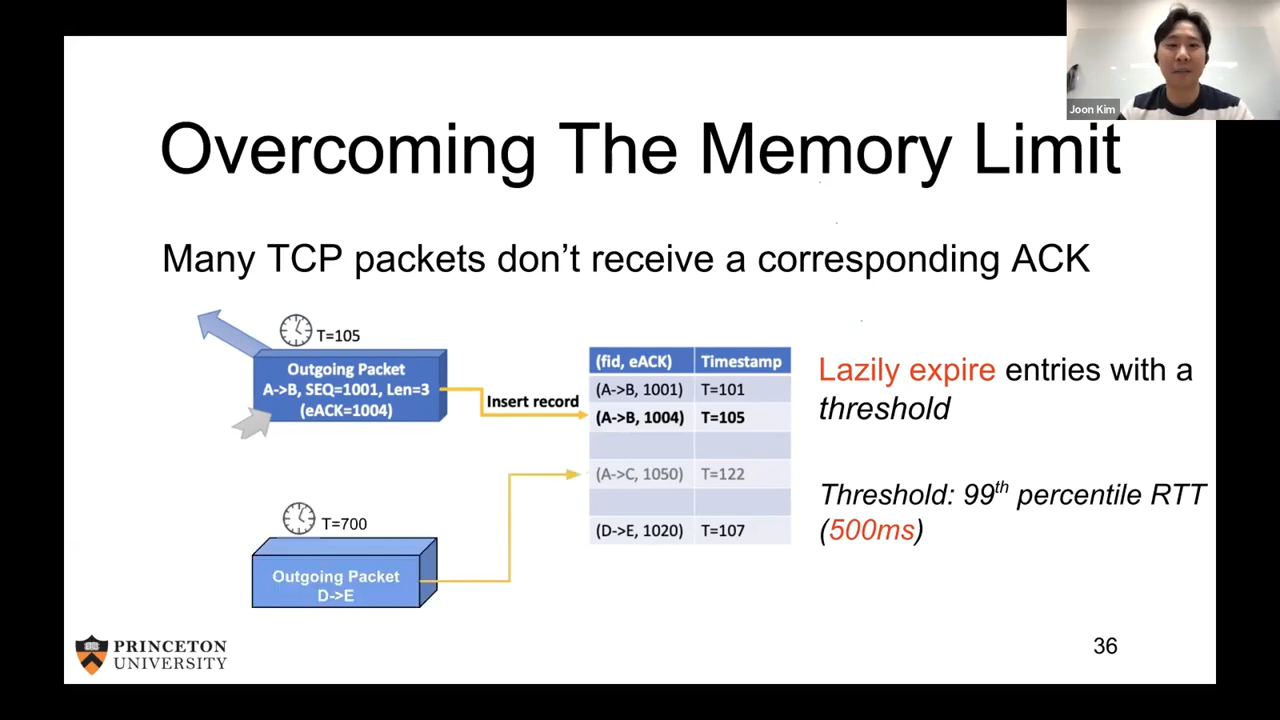 Joon Kim
Overcoming The Memory Limit
Many TCP packets don't receive a corresponding ACK
T=105
Outgoing Packet
A->B, SEQ=1001, Len=3
(eACK=1004)
Insert record
(fid, eACK) Timestamp
(A->B, 1001) T=101
(A->B, 1004) T=105
(A->C, 1050) T=122
(D->E, 1020) T=107
Lazily expire entries with a
threshold
Threshold: 99th percentile RTT
(500ms)
T=700
Outgoing Packet
D->E
PRINCETON
UNIVERSITY
36